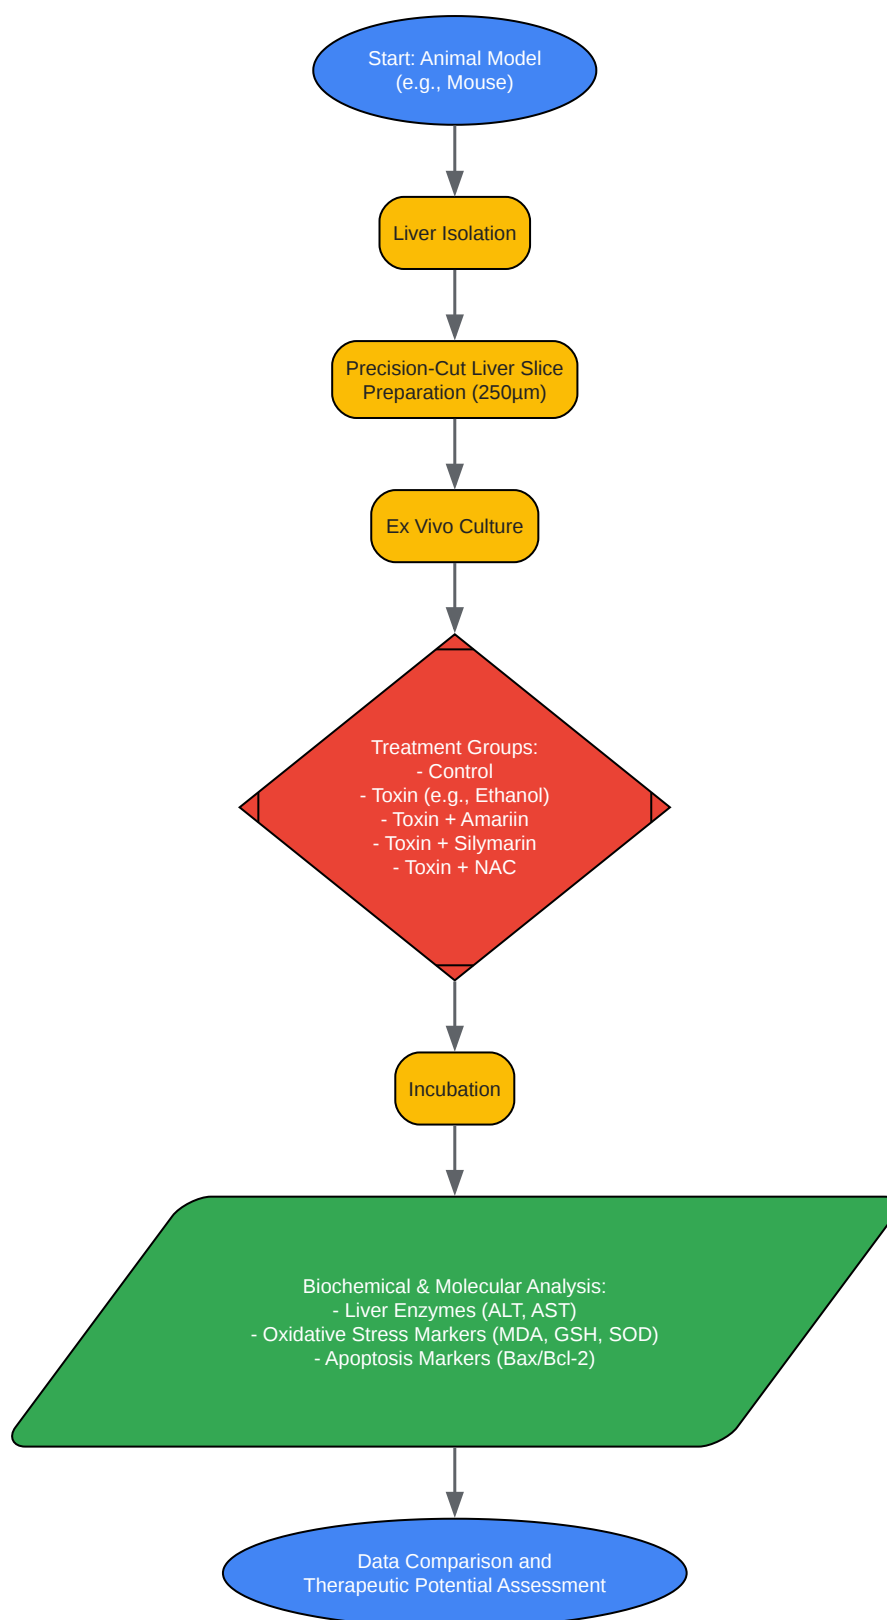 Start: Animal Model
(e.g., Mouse)
Liver Isolation
Precision-Cut Liver Slice
Preparation (250µm)
Ex Vivo Culture
Treatment Groups:
- Control
- Toxin (e.g., Ethanol)
- Toxin + Amariin
- Toxin + Silymarin
- Toxin + NAC
Incubation
Biochemical & Molecular Analysis:
- Liver Enzymes (ALT, AST)
- Oxidative Stress Markers (MDA, GSH, SOD)
- Apoptosis Markers (Bax/Bcl-2)
Data Comparison and
Therapeutic Potential Assessment